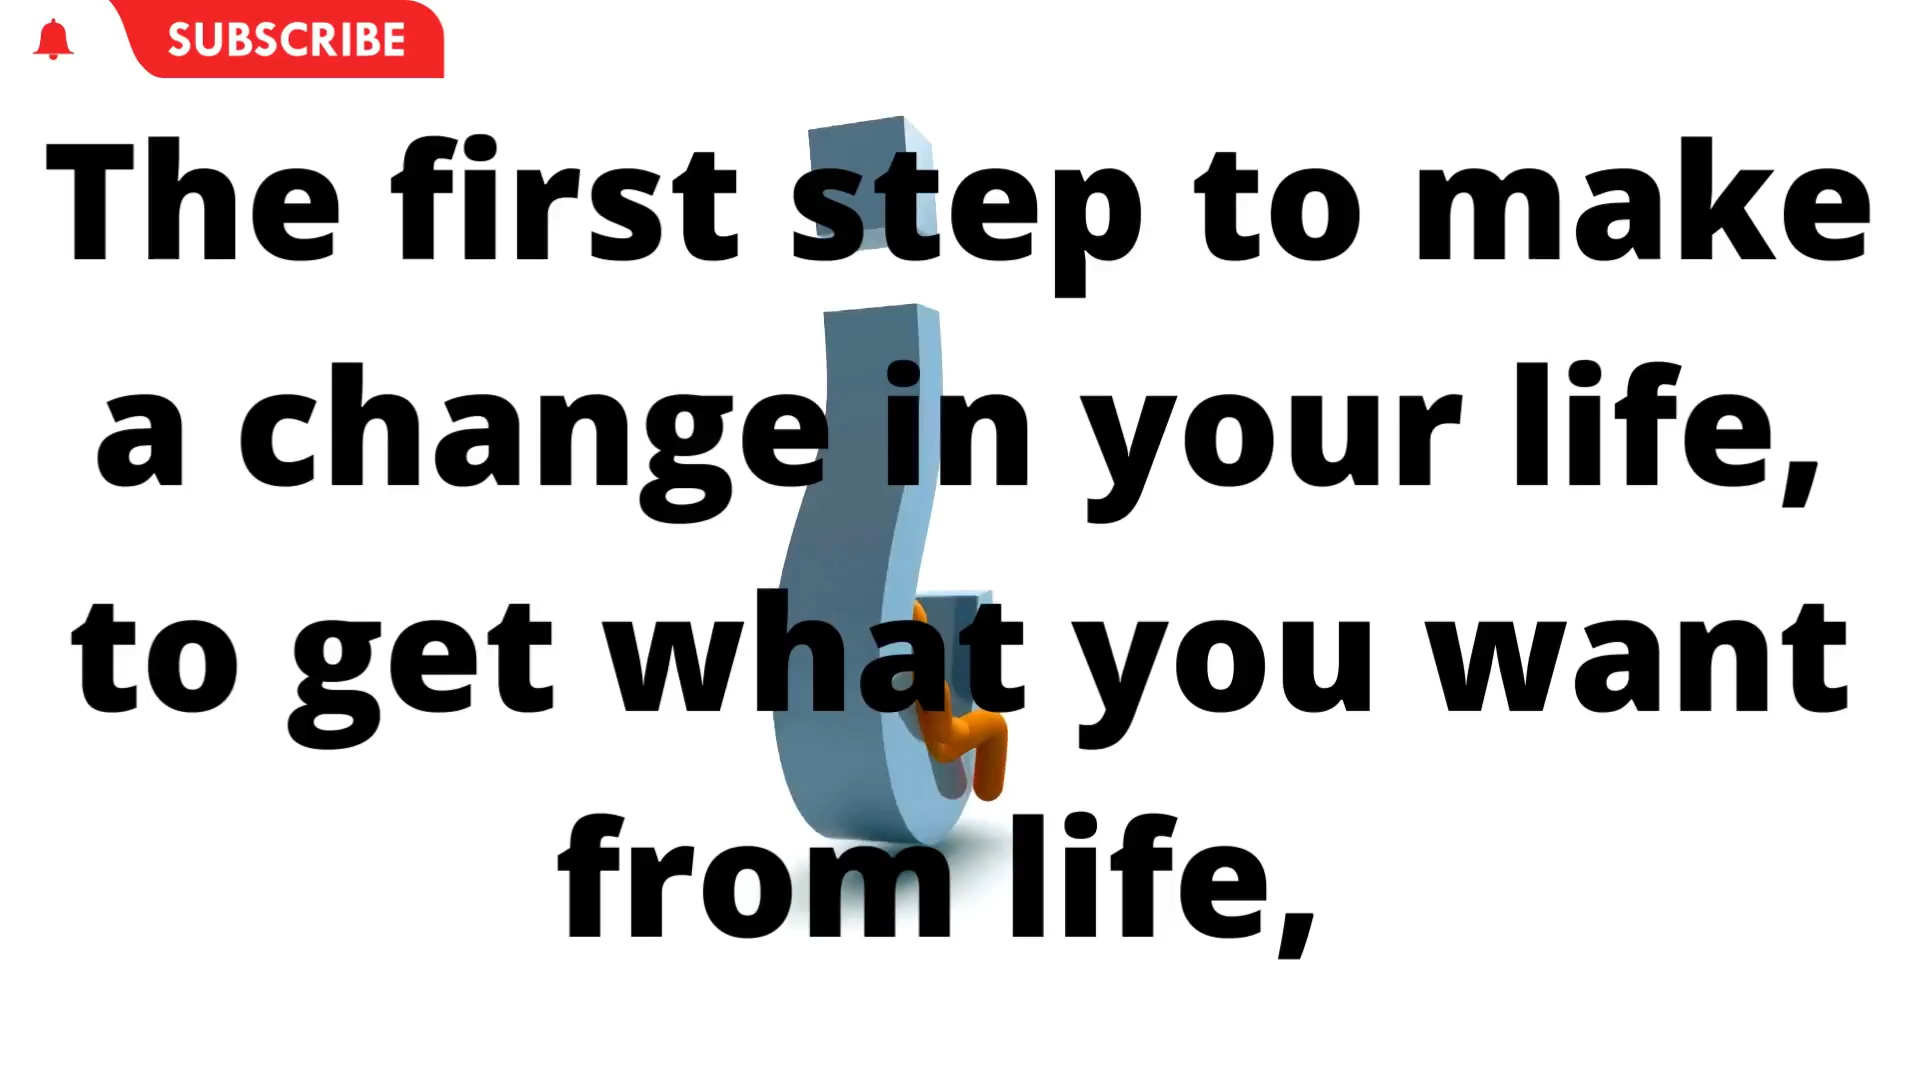 SUBSCRIBE
The first step to make
a change in your life,
to get what you want
from life,